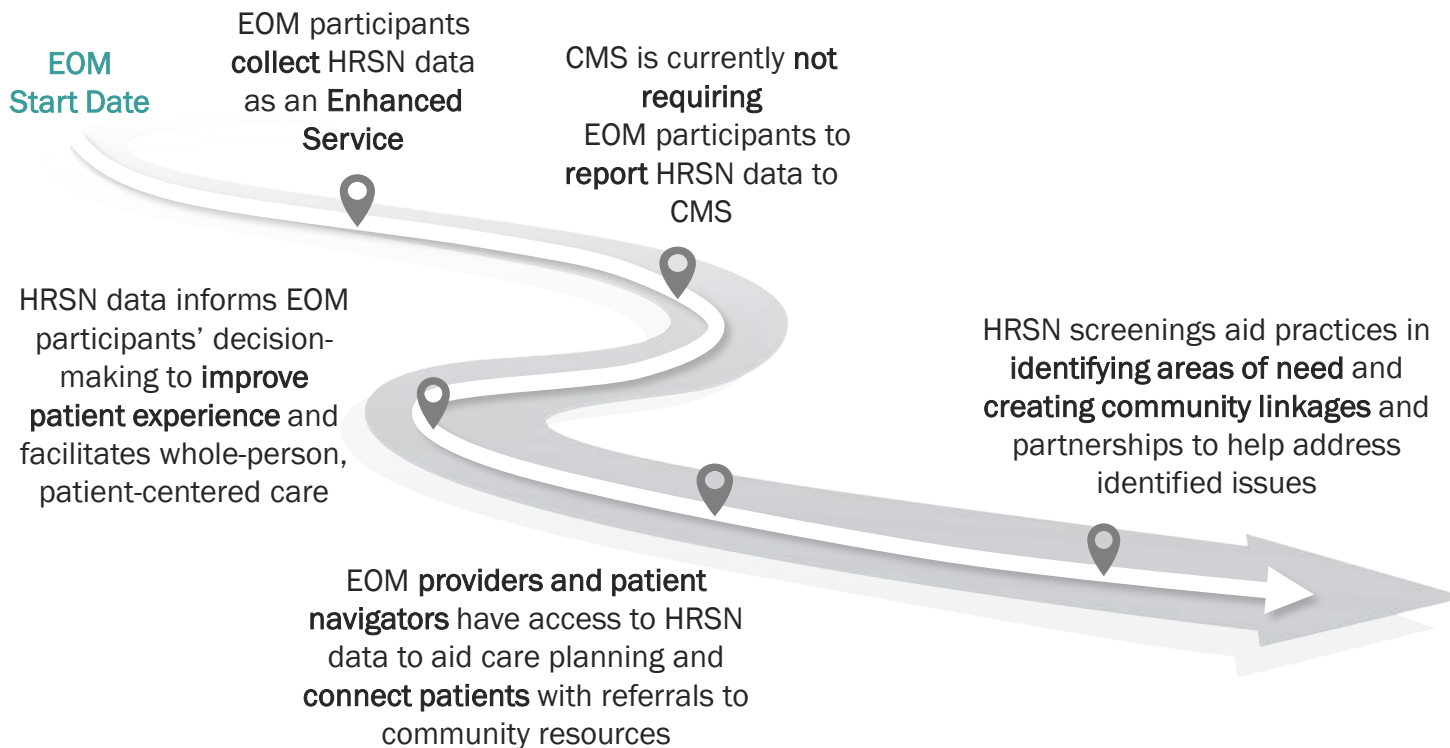 EOM
Start Date
EOM participants
collect HRSN data
as an Enhanced
Service
CMS is currently not
requiring
EOM participants to
report HRSN data to
CMS
HRSN data informs EOM
participants’ decision-
making to improve
patient experience and
facilitates whole-person,
patient-centered care
EOM providers and patient
navigators have access to HRSN
data to aid care planning and
connect patients with referrals to
community resources
HRSN screenings aid practices in
identifying areas of need and
creating community linkages and
partnerships to help address
identified issues